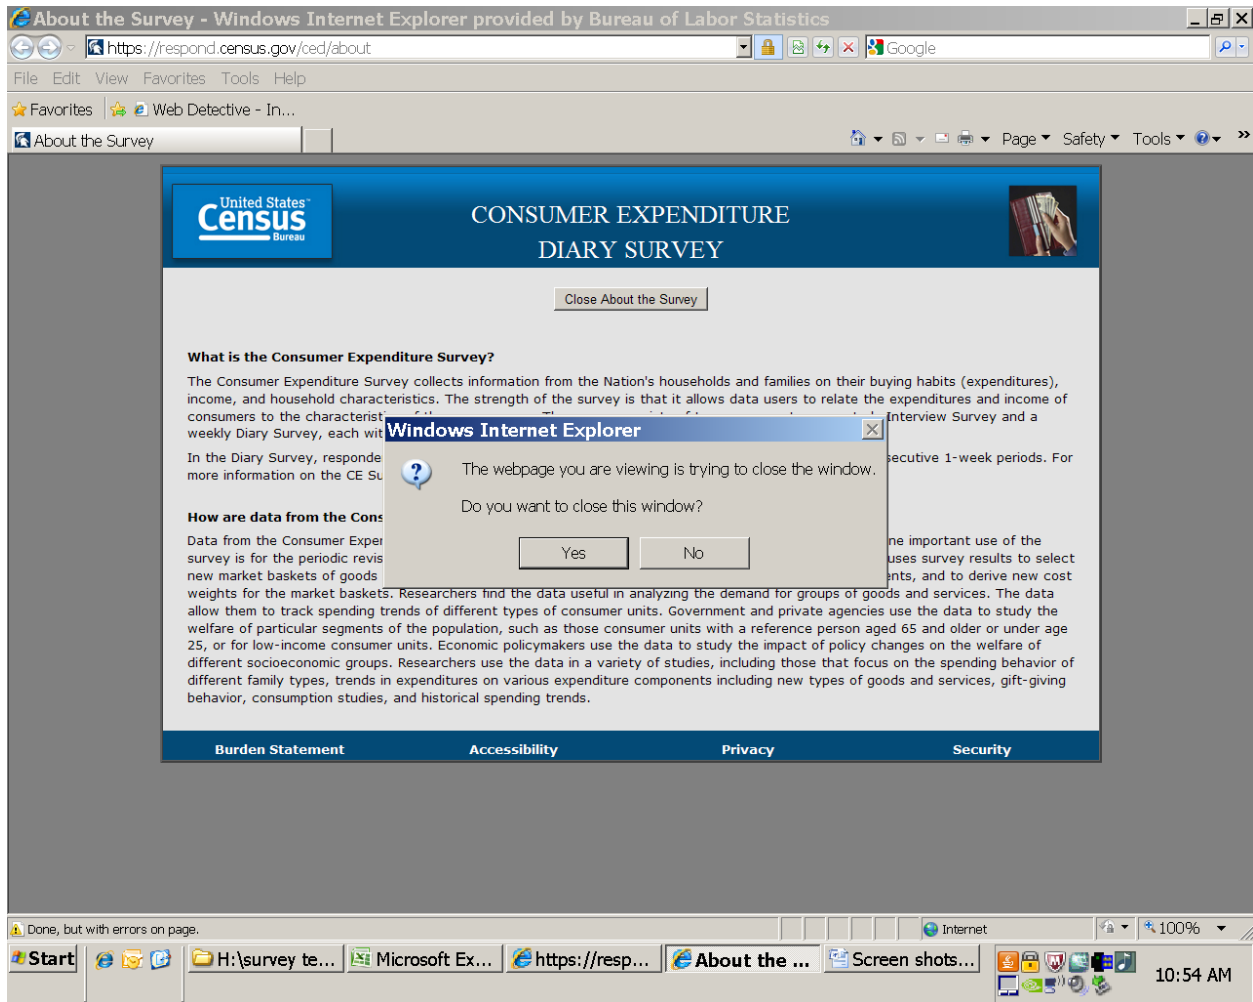 About the Survey - Windows Internet Explorer provided by Bureau of Labor Statistics
https://respond.census.gov/ced/about
Google
File Edit View Favorites Tools Help
Favorites Web Detective - In...
About the Survey
Page Safety Tools »
United States™
Census
Bureau
CONSUMER EXPENDITURE
DIARY SURVEY
Close About the Survey
What is the Consumer Expenditure Survey?
The Consumer Expenditure Survey collects information from the Nation's households and families on their buying habits (expenditures),
income, and household characteristics. The strength of the survey is that it allows data users to relate the expenditures and income of
consumers to the Interview Survey and a
weekly Diary Survey, each
In the Diary Survey, 1-week periods. For
more information on the CE
Windows Internet Explorer
The webpage you are viewing is trying to close the window.
Do you want to close this window?
Yes No
How are data from the
Data from the Consumer important use of the
survey is for the periodic uses survey results to select
new market baskets of goods and to derive new cost
weights for the market baskets. Researchers find the data useful in analyzing the demand for groups of goods and services. The data
allow them to track spending trends of different types of consumer units. Government and private agencies use the data to study the
welfare of particular segments of the population, such as those consumer units with a reference person aged 65 and older or under age
25, or for low-income consumer units. Economic policymakers use the data to study the impact of policy changes on the welfare of
different socioeconomic groups. Researchers use the data in a variety of studies, including those that focus on the spending behavior of
different family types, trends in expenditures on various expenditure components including new types of goods and services, gift-giving
behavior, consumption studies, and historical spending trends.
Burden Statement Accessibility Privacy Security
Done, but with errors on page. Internet 100%
Start H:\survey te... Microsoft Ex... https://resp... About the ... Screen shots... 10:54 AM